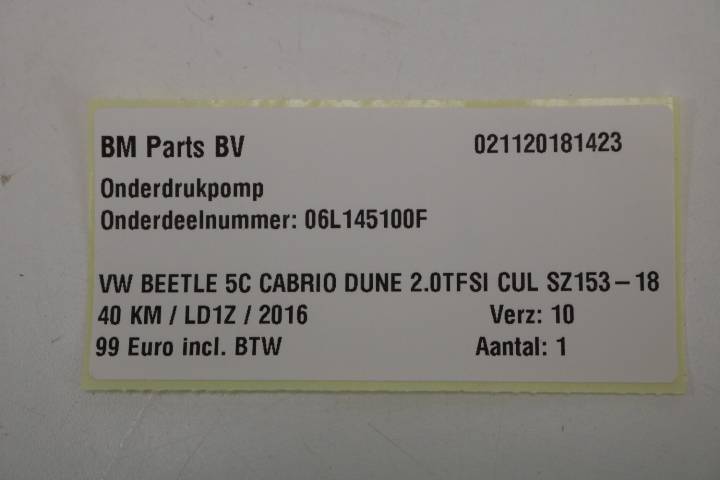 BM Parts BV 021120181423
Onderdrukpomp
Onderdeelnummer: 06L145100F
VW BEETLE 5C CABRIO DUNE 2.0TFSI CUL SZ153-18
40 KM / LD1Z / 2016 Verz: 10
99 Euro incl. BTW Aantal: 1